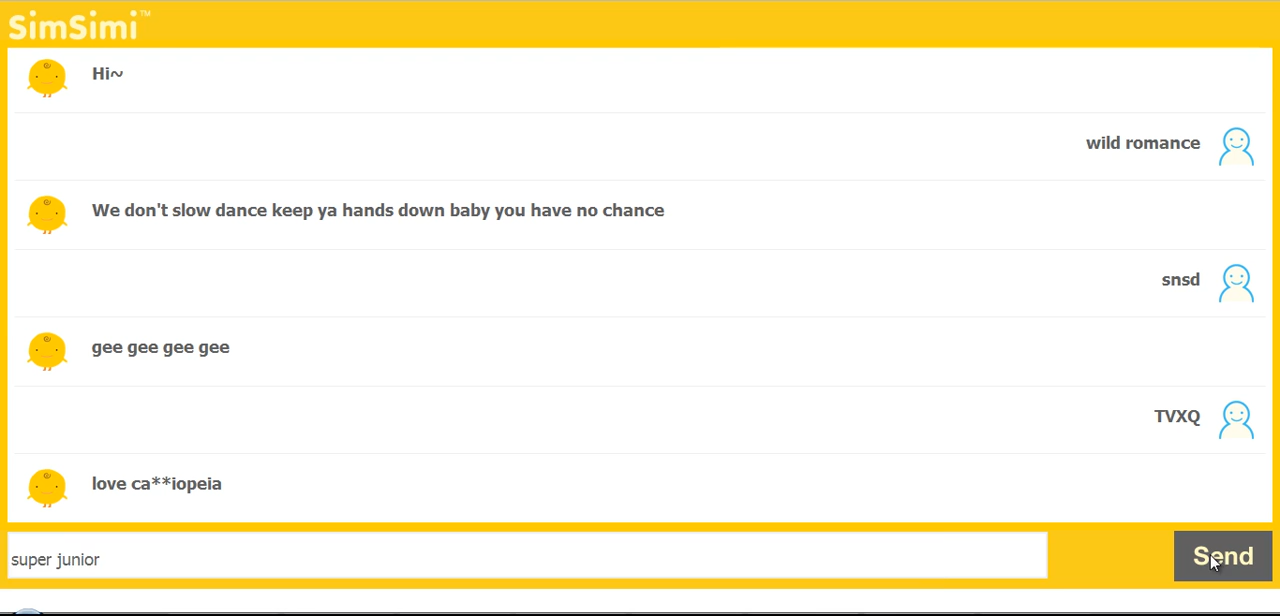 SimSimi™
Hi~
wild romance
We don't slow dance keep ya hands down baby you have no chance
snsd
gee gee gee gee
TVXQ
love ca**iopeia
super junior
Send